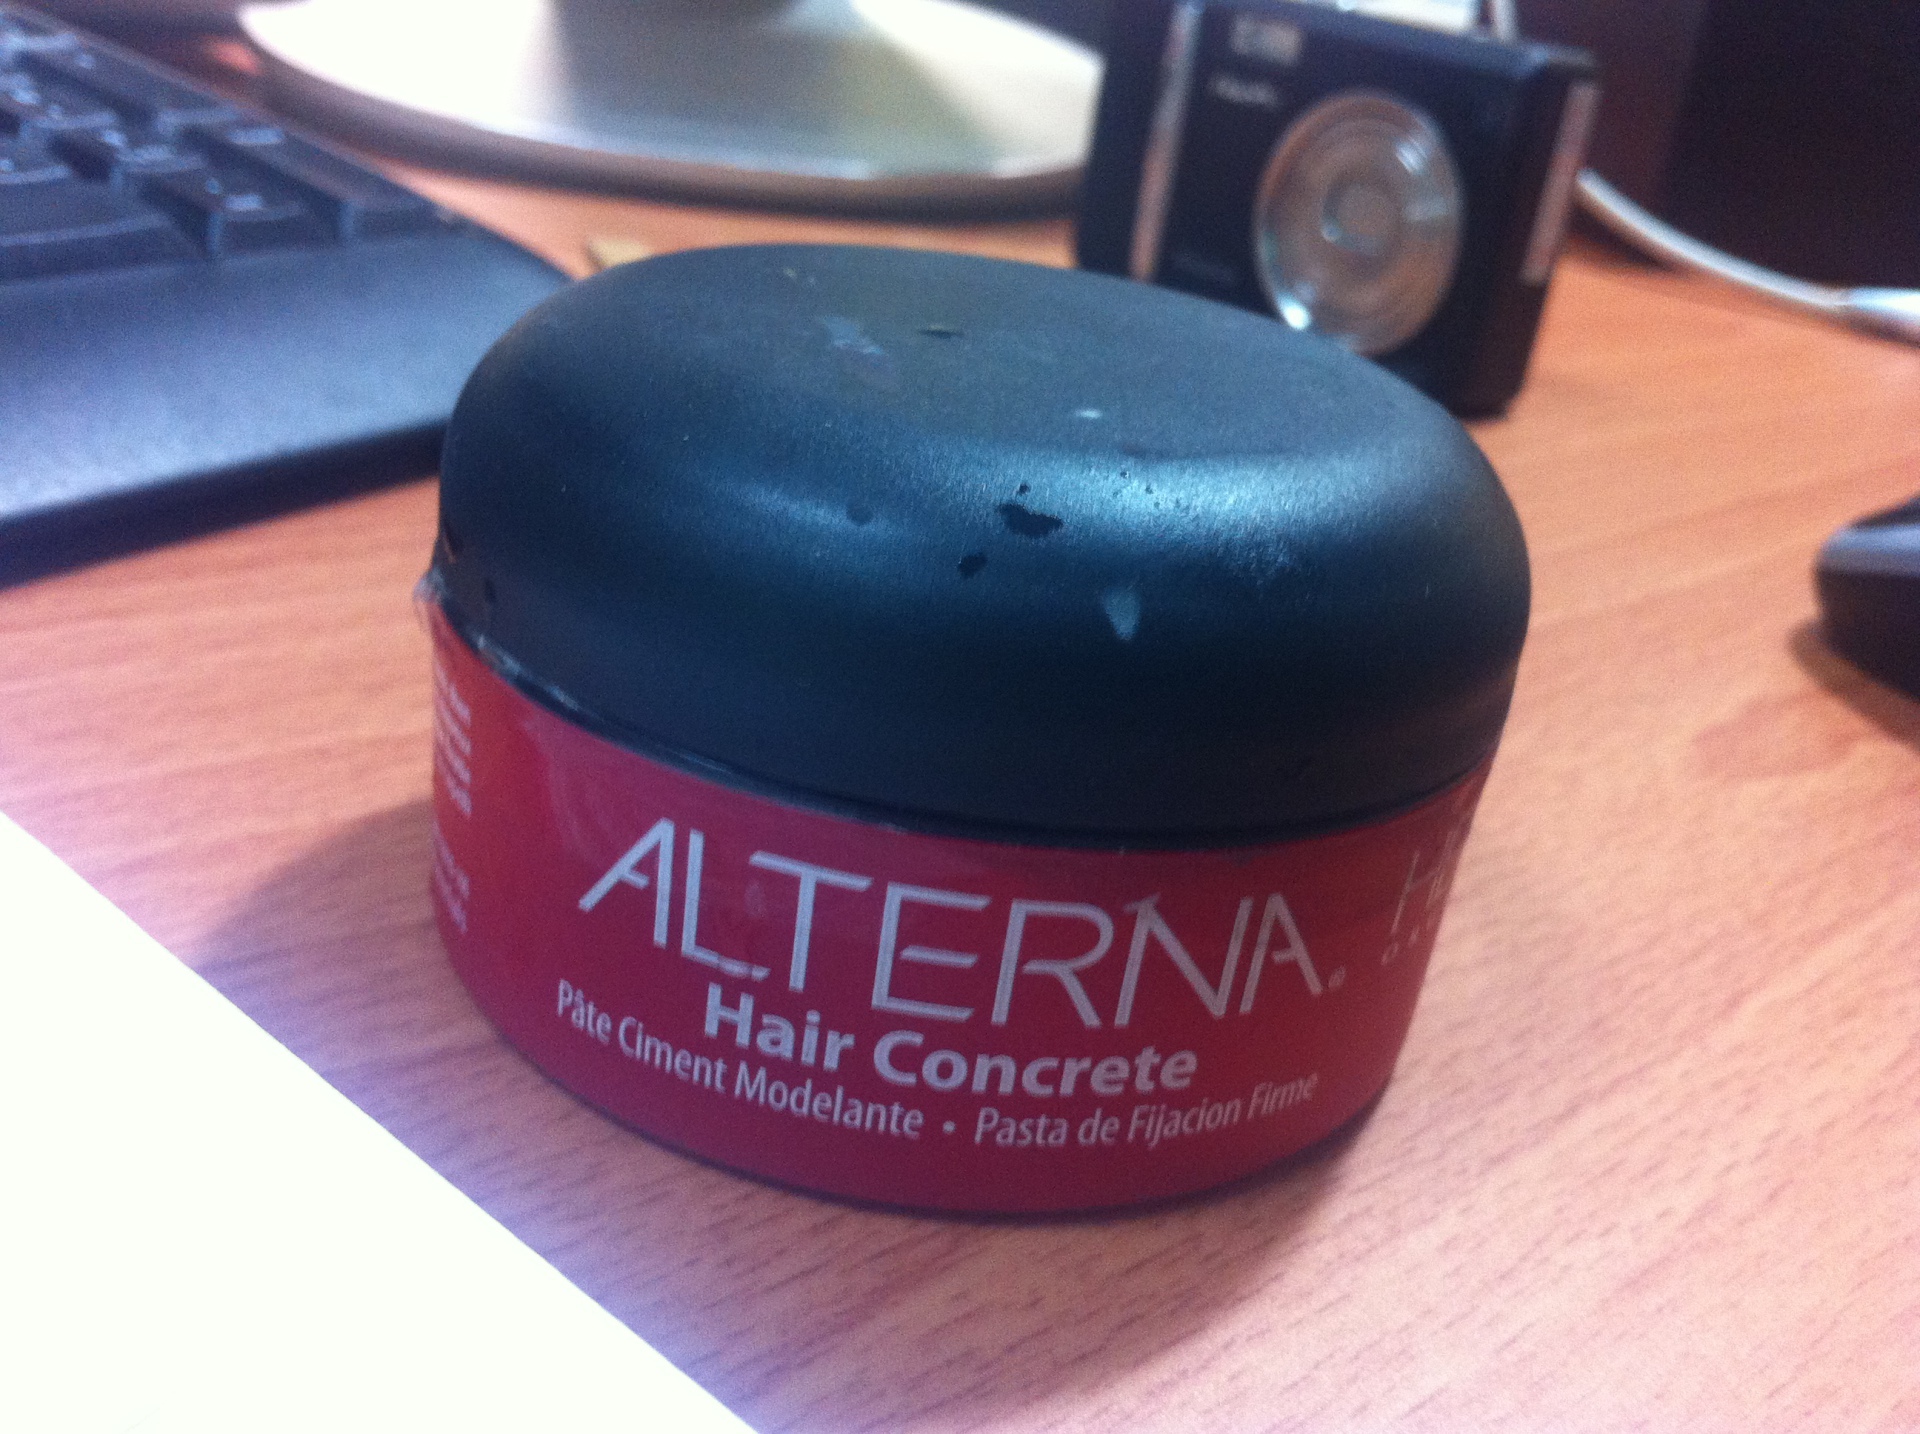 ALTERNA®
Hair Concrete
Pâte Ciment Modelante • Pasta de Fijacion Firme